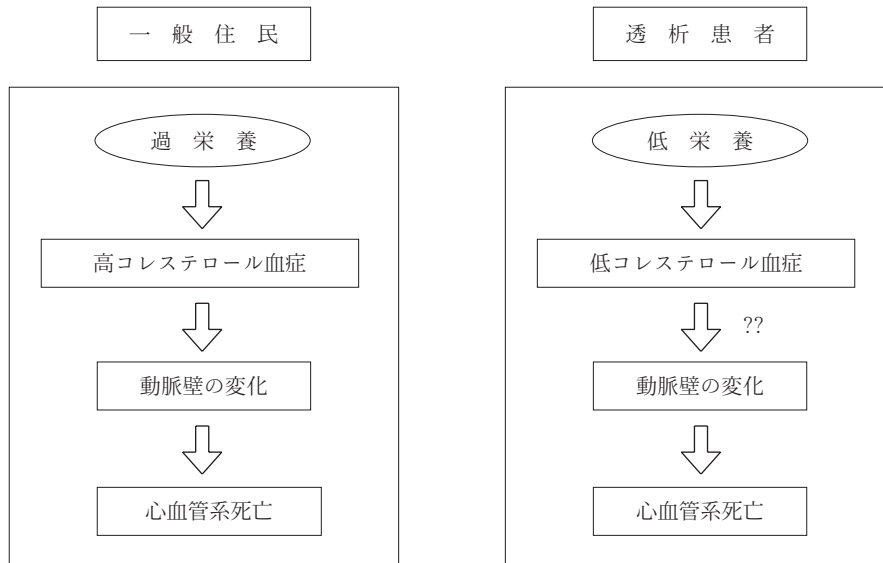 一般住民
過栄養
高コレステロール血症
動脈壁の変化
心血管系死亡
透析患者
低栄養
低コレステロール血症
??
動脈壁の変化
心血管系死亡